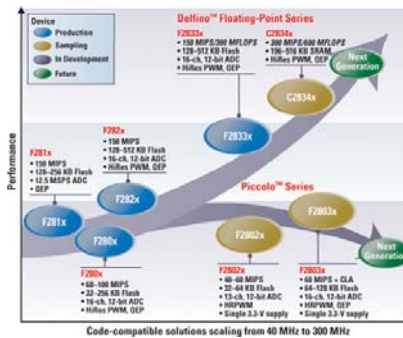 Device
Production
Sampling
In Development
Future
Delfino™ Floating-Point Series
F2833x
• 150 MIPS/300 MFLOPS
• 128–512 KB Flash
• 16-ch, 12-bit ADC
• HiRes PWM, QEP
C2834x
• 300 MIPS/600 MFLOPS
• 196–516 KB SRAM
• HiRes PWM, QEP
Next
Generation
C2834x
F2833x
F282x
• 150 MIPS
• 128–512 KB Flash
• 16-ch, 12-bit ADC
• HiRes PWM, QEP
F281x
• 150 MIPS
• 128–256 KB Flash
• 12.5 MSPS ADC
• QEP
Piccolo™ Series
F282x
F281x
F280x
F2802x
F2803x
Next
Generation
F280x
• 60–100 MIPS
• 32–256 KB Flash
• 16-ch, 12-bit ADC
• HiRes PWM, QEP
F2802x
• 40–60 MIPS
• 32–64 KB Flash
• 13-ch, 12-bit ADC
• HRPWM
• Single 3.3-V supply
F2803x
• 60 MIPS + CLA
• 64–128 KB Flash
• 16-ch, 12-bit ADC
• HRPWM, QEP
• Single 3.3-V supply
Performance
Code-compatible solutions scaling from 40 MHz to 300 MHz